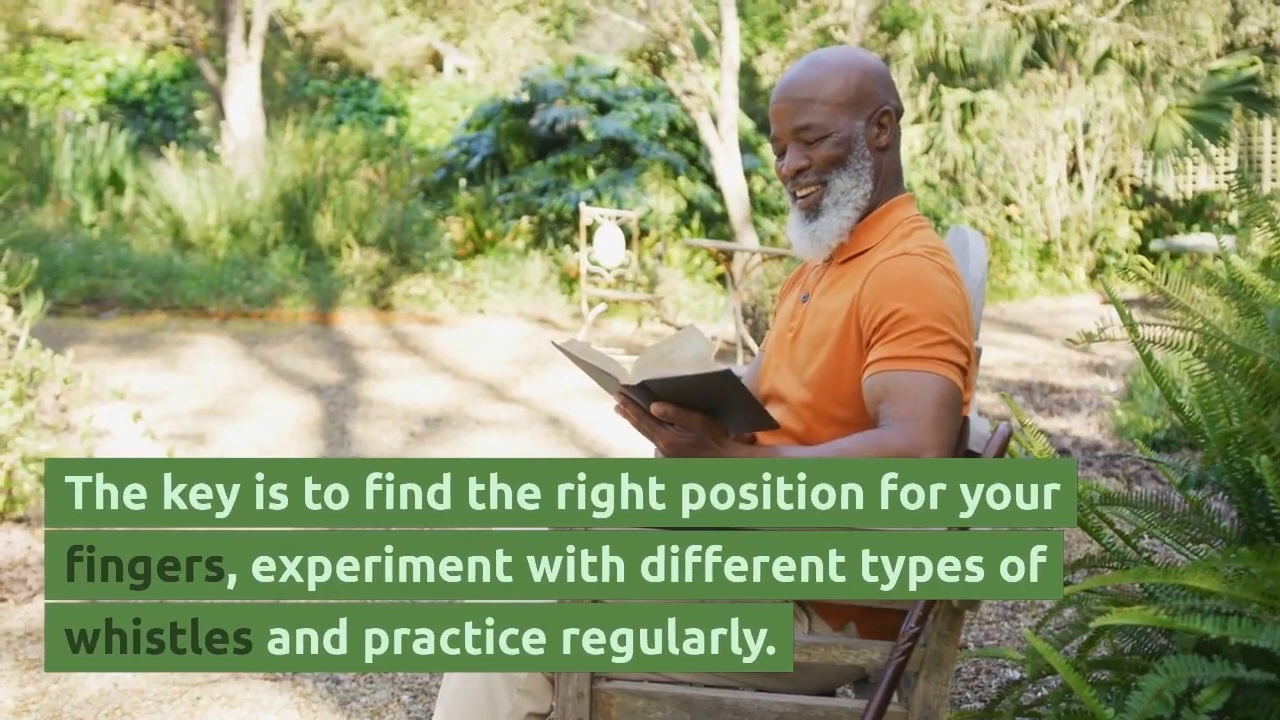 The key is to find the right position for your
fingers, experiment with different types of
whistles and practice regularly.